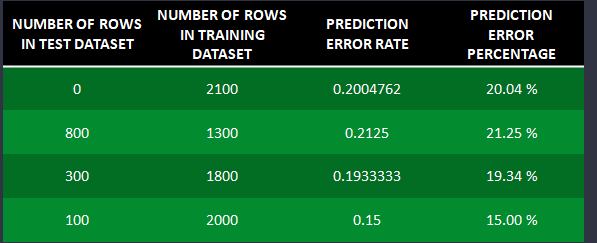 NUMBER OF ROWS IN TEST DATASET | NUMBER OF ROWS IN TRAINING DATASET | PREDICTION ERROR RATE | PREDICTION ERROR PERCENTAGE
0 | 2100 | 0.2004762 | 20.04 %
800 | 1300 | 0.2125 | 21.25 %
300 | 1800 | 0.1933333 | 19.34 %
100 | 2000 | 0.15 | 15.00 %